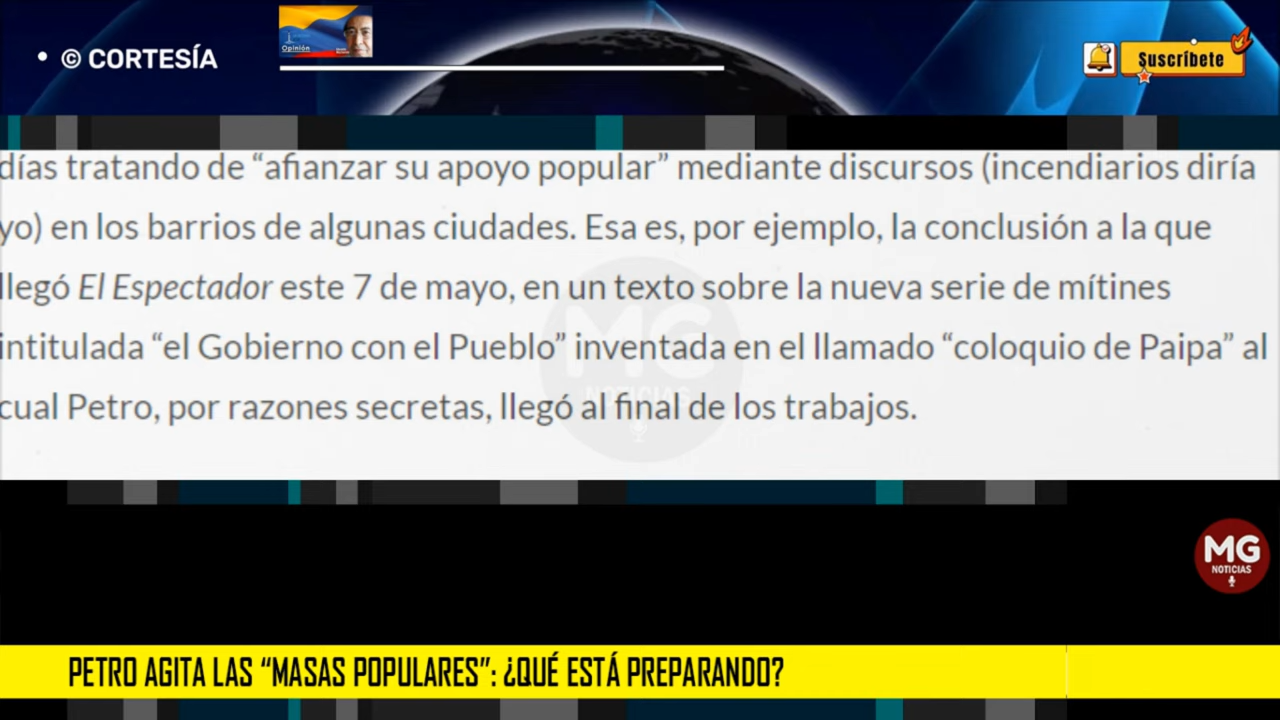 • © CORTESÍA
Opinión
Suscríbete
días tratando de “afianzar su apoyo popular” mediante discursos (incendiarios diría
yo) en los barrios de algunas ciudades. Esa es, por ejemplo, la conclusión a la que
llegó El Espectador este 7 de mayo, en un texto sobre la nueva serie de mítines
intitulada “el Gobierno con el Pueblo” inventada en el llamado “coloquio de Paipa” al
cual Petro, por razones secretas, llegó al final de los trabajos.
MG
NOTICIAS
MG
NOTICIAS
PETRO AGITA LAS “MASAS POPULARES”: ¿QUÉ ESTÁ PREPARANDO?